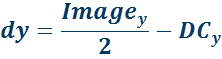 dy = Image_y / 2 − DC_y